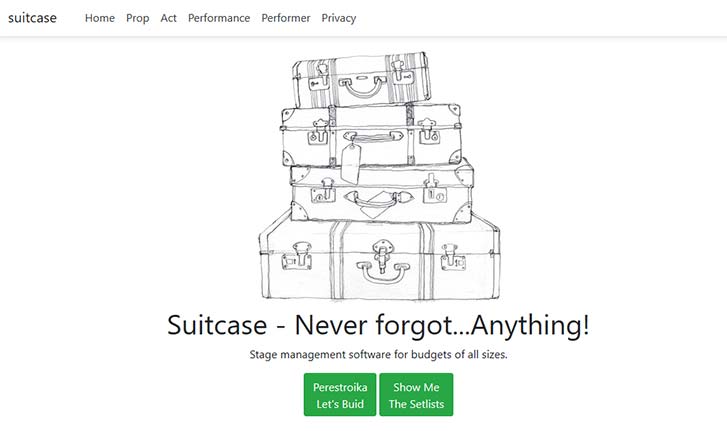 suitcase Home Prop Act Performance Performer Privacy
Suitcase - Never forgot...Anything!
Stage management software for budgets of all sizes.
Perestroika
Let's Buid
Show Me
The Setlists